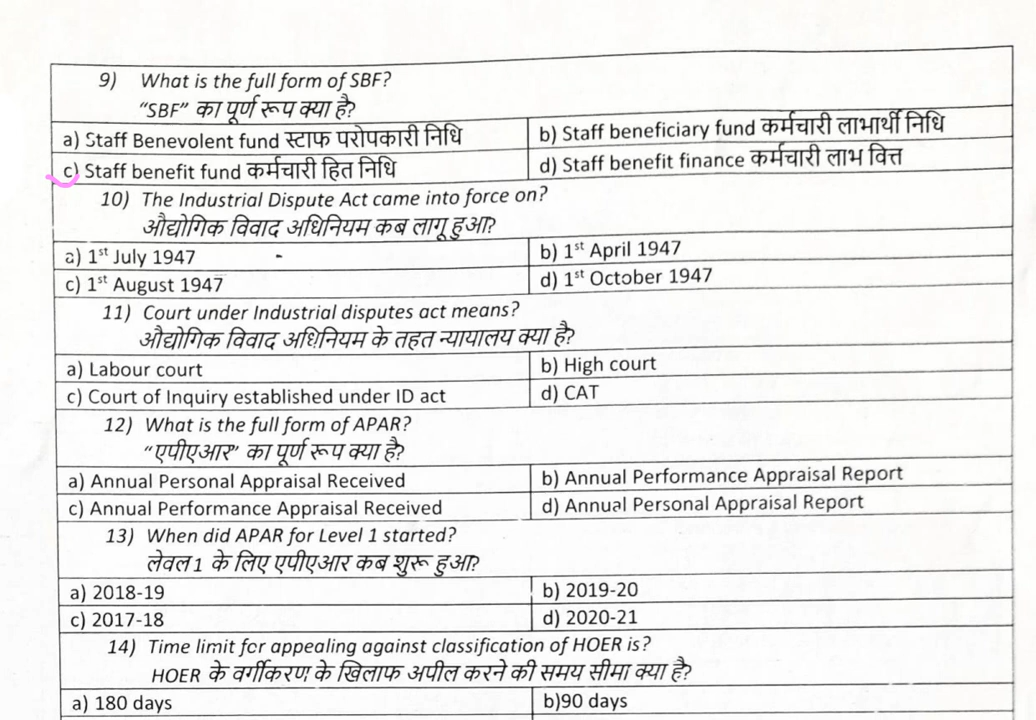 9) What is the full form of SBF?
"SBF" का पूर्ण रूप क्या है?
a) Staff Benevolent fund स्टाफ परोपकारी निधि
b) Staff beneficiary fund कर्मचारी लाभार्थी निधि
c) Staff benefit fund कर्मचारी हित निधि
d) Staff benefit finance कर्मचारी लाभ वित्त
10) The Industrial Dispute Act came into force on?
औद्योगिक विवाद अधिनियम कब लागू हुआ?
a) 1st July 1947
b) 1st April 1947
c) 1st August 1947
d) 1st October 1947
11) Court under Industrial disputes act means?
औद्योगिक विवाद अधिनियम के तहत न्यायालय क्या है?
a) Labour court
b) High court
c) Court of Inquiry established under ID act
d) CAT
12) What is the full form of APAR?
"एपीएआर" का पूर्ण रूप क्या है?
a) Annual Personal Appraisal Received
b) Annual Performance Appraisal Report
c) Annual Performance Appraisal Received
d) Annual Personal Appraisal Report
13) When did APAR for Level 1 started?
लेवल 1 के लिए एपीएआर कब शुरू हुआ?
a) 2018-19
b) 2019-20
c) 2017-18
d) 2020-21
14) Time limit for appealing against classification of HOER is?
HOER के वर्गीकरण के खिलाफ अपील करने की समय सीमा क्या है?
a) 180 days
b)90 days